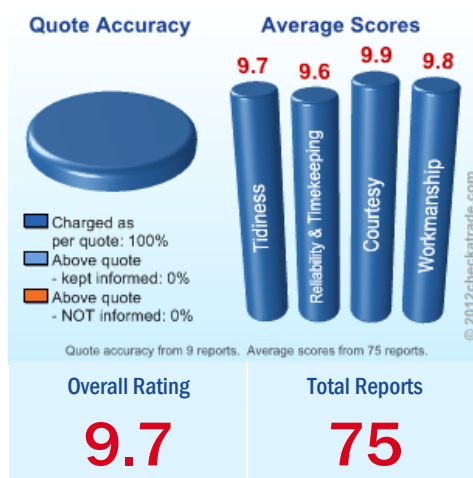 Quote Accuracy
Average Scores
9.7
9.6
9.9
9.8
Tidiness
Reliability & Timekeeping
Courtesy
Workmanship
Charged as
per quote: 100%
Above quote
- kept informed: 0%
Above quote
- NOT informed: 0%
© 2012checkatrade.com
Quote accuracy from 9 reports. Average scores from 75 reports.
Overall Rating
Total Reports
9.7
75